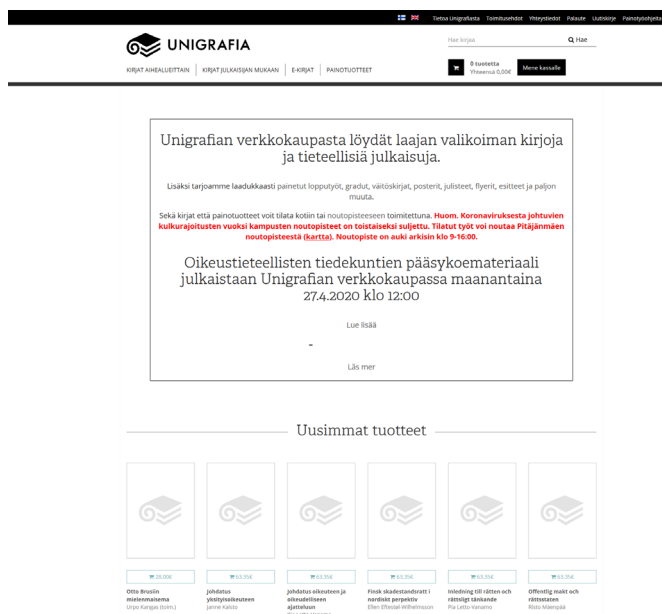 Tietoa Unigrafiasta Toimitusehdot Yhteystiedot Palaute Uutiskirje Painotyöohjeita
UNIGRAFIA
Hae kirjaa
Hae
KIRJAT AIHEALUEITTAIN KIRJAT JULKAISIJAN MUKAAN E-KIRJAT PAINOTUOTTEET
0 tuotetta
Yhteensä 0,00€
Mene kassalle
Unigrafian verkkokaupasta löydät laajan valikoiman kirjoja
ja tieteellisiä julkaisuja.
Lisäksi tarjoamme laadukkaasti painetut lopputyöt, gradut, väitöskirjat, posterit, julisteet, flyerit, esitteet ja paljon
muuta.
Sekä kirjat että painotuotteet voit tilata kotiin tai noutopisteeseen toimitettuna. Huom. Koronaviruksesta johtuvien
kulkurajoitusten vuoksi kampusten noutopisteet on toistaiseksi suljettu. Tilatut työt voi noutaa Pitäjänmäen
noutopisteestä (kartta). Noutopiste on auki arkisin klo 9-16:00.
Oikeustieteellisten tiedekuntien pääsykoemateriaali
julkaistaan Unigrafian verkkokaupassa maanantaina
27.4.2020 klo 12:00
Lue lisää
-
Läs mer
Uusimmat tuotteet
28,00€ 63,35€ 63,35€ 63,35€ 63,35€ 63,35€
Otto Brusiin Johdatus Johdatus oikeuteen ja Finsk skadeståndsratt i Inledning till rätten och Offentlig makt och
mielenmaisema yksityisoikeuteen oikeudelliseen nordiskt perpektiv rättsligt tänkande rättsstaten
Urpo Kangas (toim.) Janne Kaisto ajatteluun Ellen Eftestøl-Wilhelmsson Pia Letto-Vanamo Risto Mäenpää